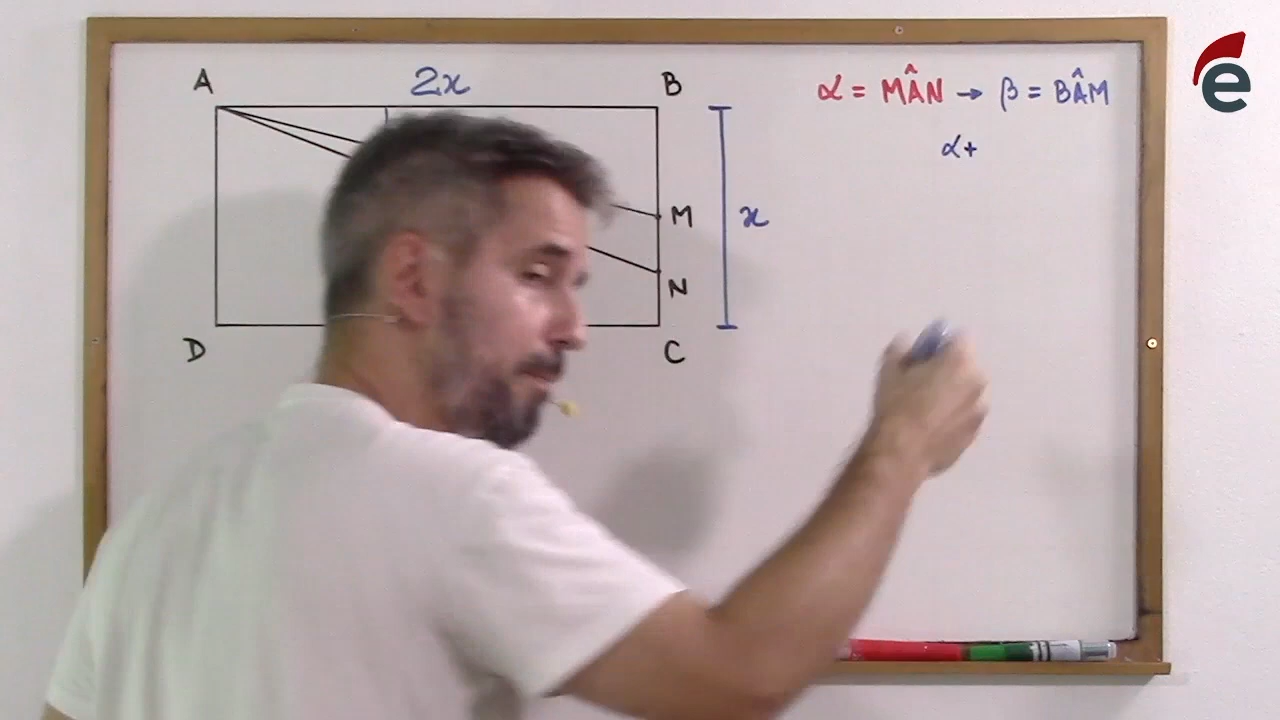 A 2x B
α = MÂN → β = BÂM
α+
M
x
N
D C
e